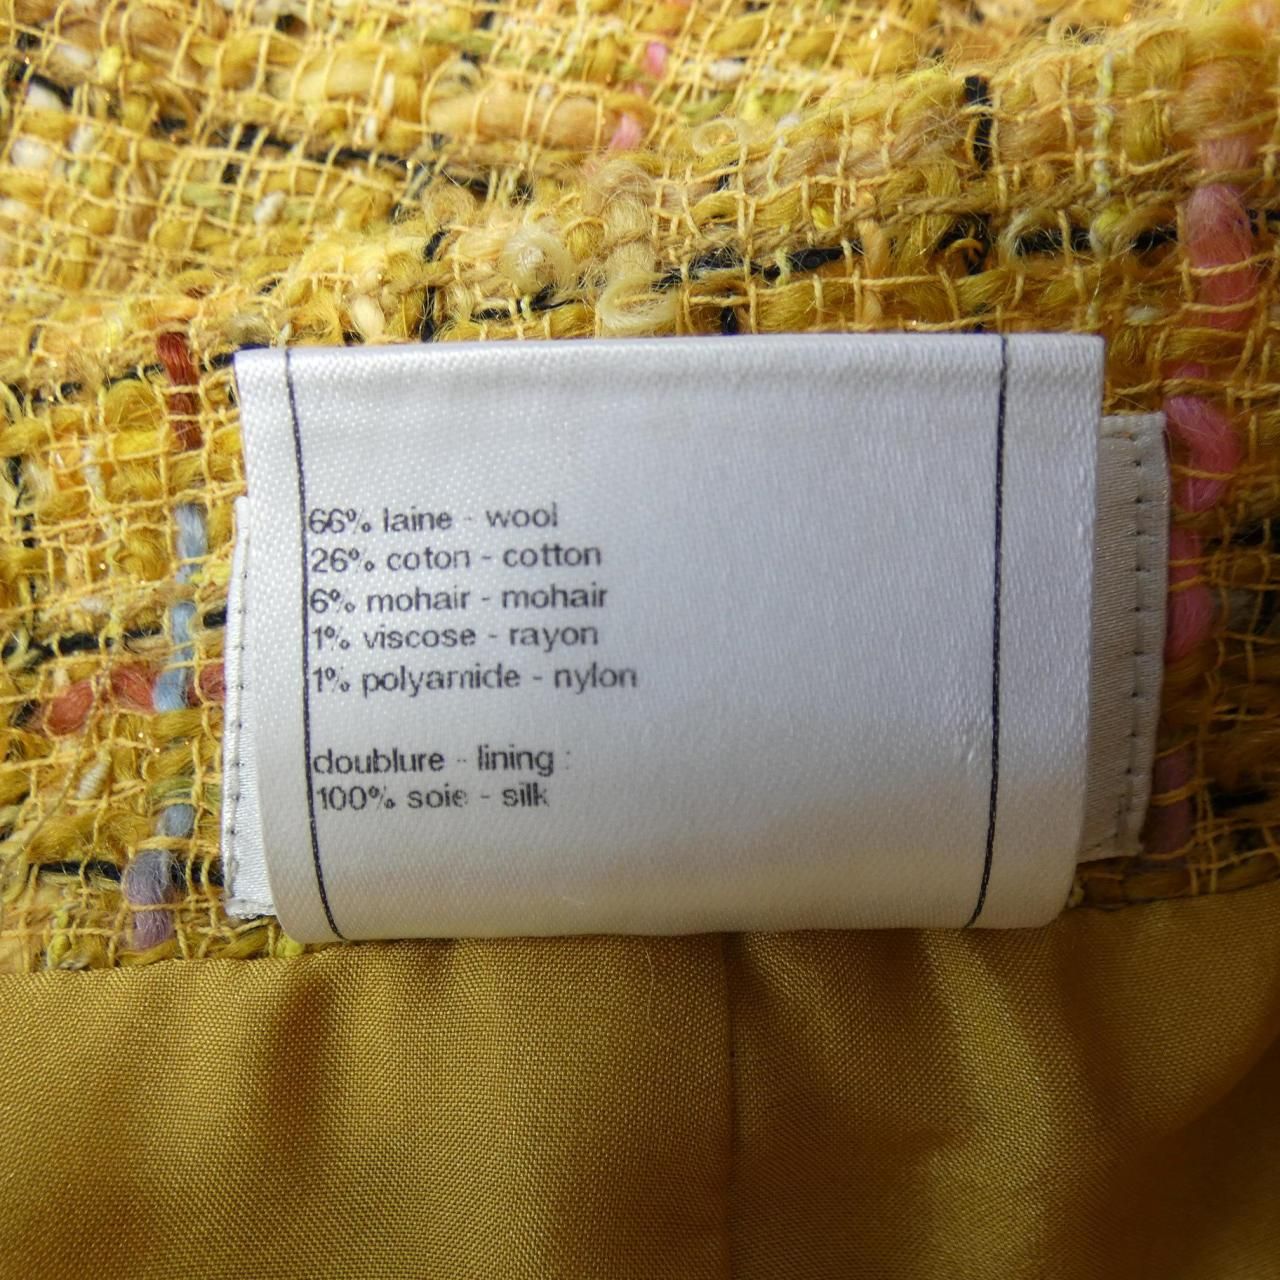 66% laine - wool
26% coton - cotton
6% mohair - mohair
1% viscose - rayon
1% polyamide - nylon
doublure - lining :
100% soie - silk